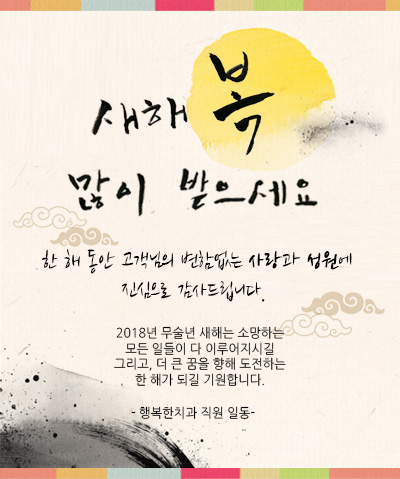 새해 복
많이 받으세요
한 해 동안 고객님의 변함없는 사랑과 성원에
진심으로 감사드립니다.
2018년 무술년 새해는 소망하는
모든 일들이 다 이루어지시길
그리고, 더 큰 꿈을 향해 도전하는
한 해가 되길 기원합니다.
- 행복한치과 직원 일동-